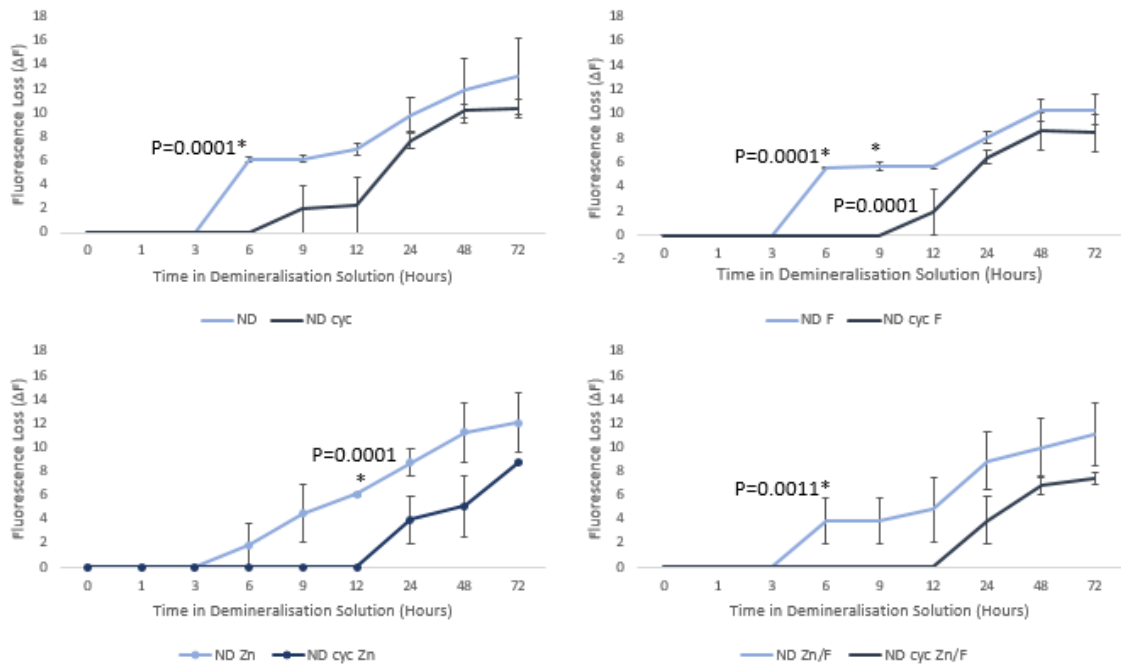 18
16
14
12
10
8
6
4
2
0
Fluorescence Loss (ΔF)
P=0.0001*
0 1 3 6 9 12 24 48 72
Time in Demineralisation Solution (Hours)
ND ND cyc
18
16
14
12
10
8
6
4
2
0
-2
Fluorescence Loss (ΔF)
P=0.0001*
*
P=0.0001
0 1 3 6 9 12 24 48 72
Time in Demineralisation Solution (Hours)
ND F ND cyc F
18
16
14
12
10
8
6
4
2
0
Fluorescence Loss (ΔF)
P=0.0001
*
0 1 3 6 9 12 24 48 72
Time in Demineralisation Solution (Hours)
ND Zn ND cyc Zn
18
16
14
12
10
8
6
4
2
0
Fluorescence Loss (ΔF)
P=0.0011*
0 1 3 6 9 12 24 48 72
Time in Demineralisation Solution (Hours)
ND Zn/F ND cyc Zn/F